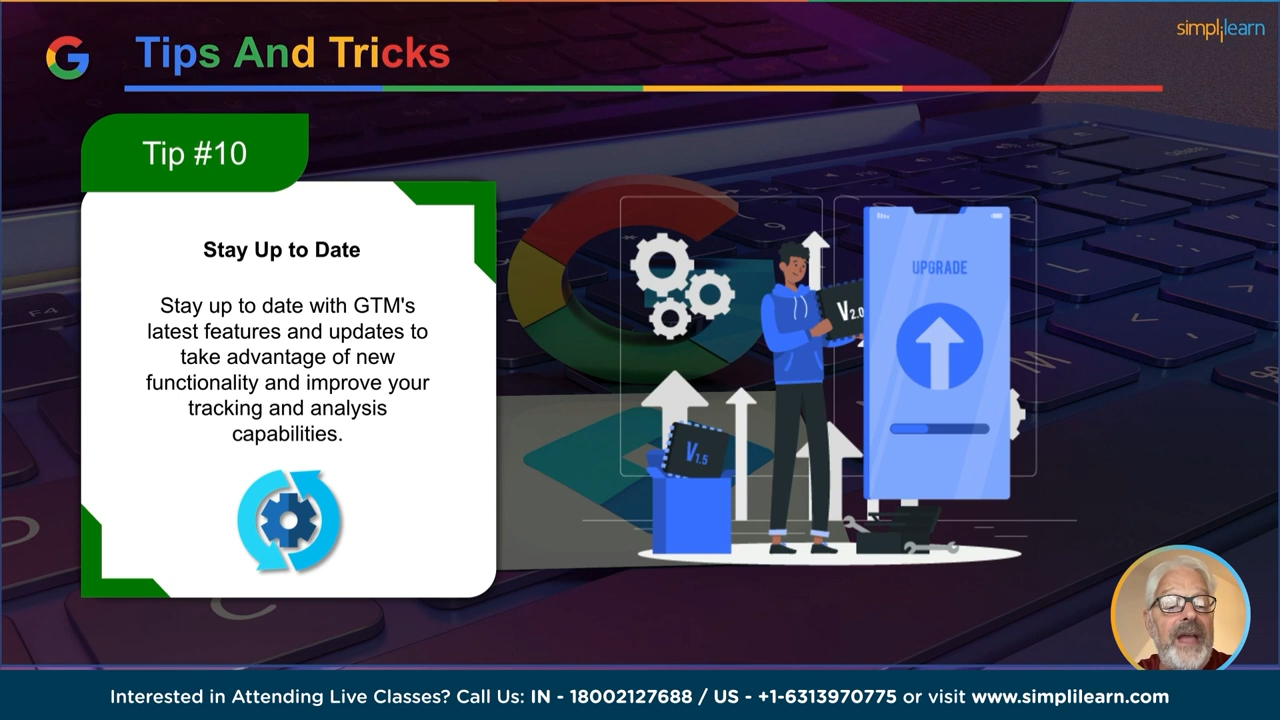 simplilearn
Tips And Tricks
Tip #10
Stay Up to Date
Stay up to date with GTM's
latest features and updates to
take advantage of new
functionality and improve your
tracking and analysis
capabilities.
UPGRADE
V2.0
V1.5
F4
M
C
Interested in Attending Live Classes? Call Us: IN - 18002127688 / US - +1-6313970775 or visit www.simplilearn.com